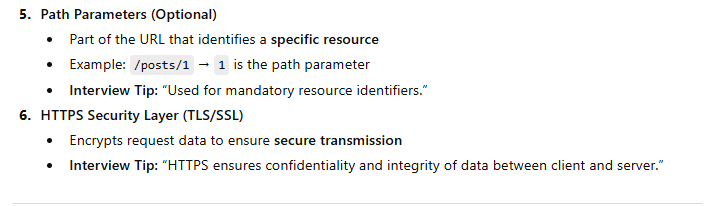 5. Path Parameters (Optional)
• Part of the URL that identifies a specific resource
• Example: /posts/1 → 1 is the path parameter
• Interview Tip: “Used for mandatory resource identifiers.”
6. HTTPS Security Layer (TLS/SSL)
• Encrypts request data to ensure secure transmission
• Interview Tip: “HTTPS ensures confidentiality and integrity of data between client and server.”